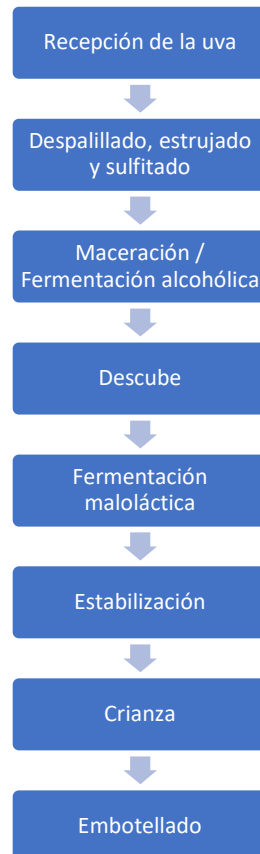 Recepción de la uva
Despalillado, estrujado
y sulfitado
Maceración /
Fermentación alcohólica
Descube
Fermentación
maloláctica
Estabilización
Crianza
Embotellado